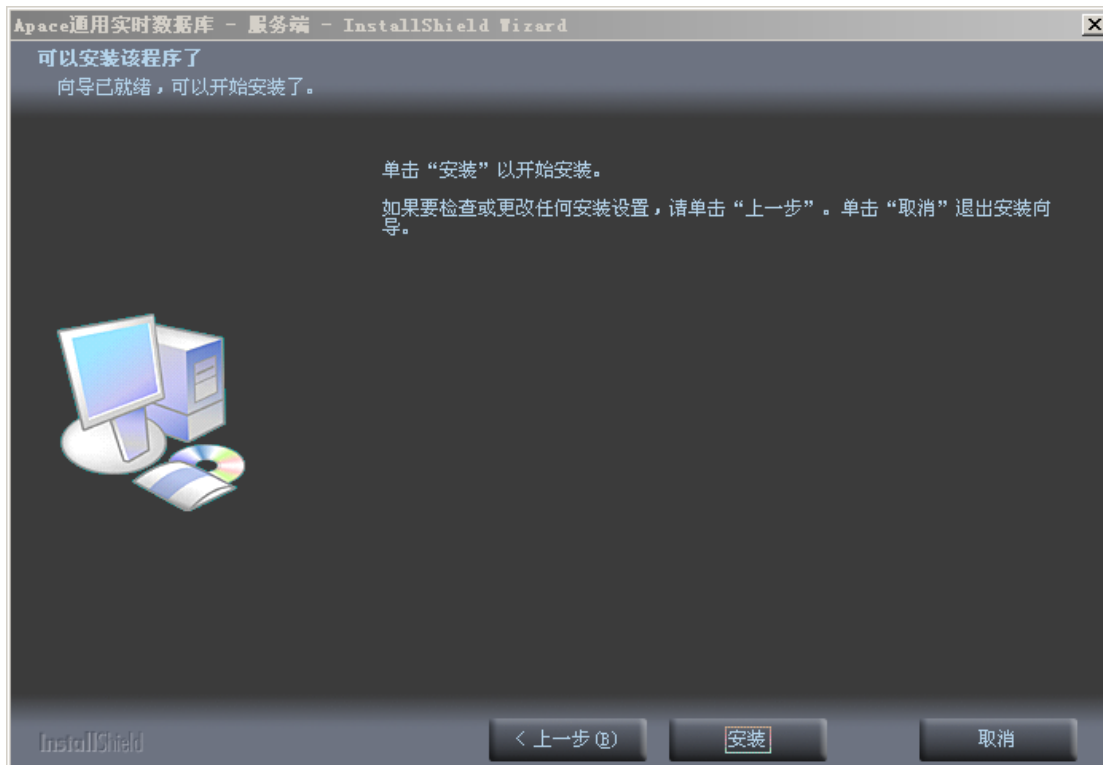 Apace通用实时数据库 - 服务端 - InstallShield Wizard
可以安装该程序了
向导已就绪，可以开始安装了。
单击“安装”以开始安装。
如果要检查或更改任何安装设置，请单击“上一步”。单击“取消”退出安装向
导。
InstallShield
< 上一步(B)
安装
取消